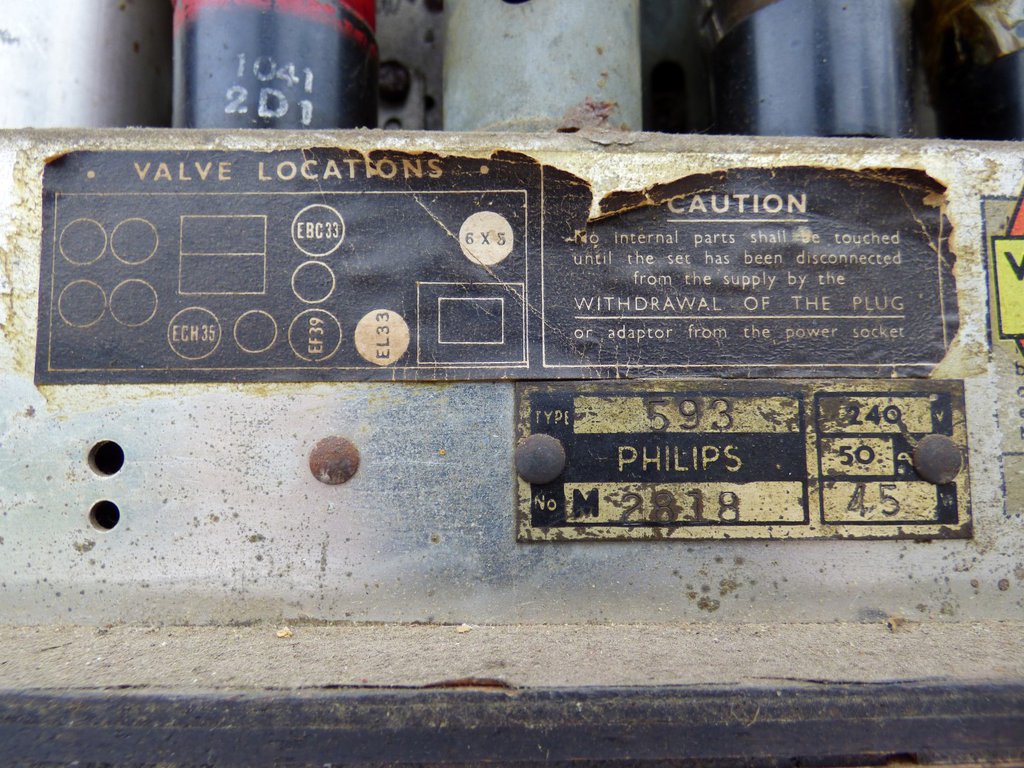 1041
2D1
• VALVE LOCATIONS •
EBC33
6X5
ECH35
EF39
EL33
CAUTION
No internal parts shall be touched
until the set has been disconnected
from the supply by the
WITHDRAWAL OF THE PLUG
or adaptor from the power socket
TYPE 593
PHILIPS
No M 2818
240 V
50 ~
45 W